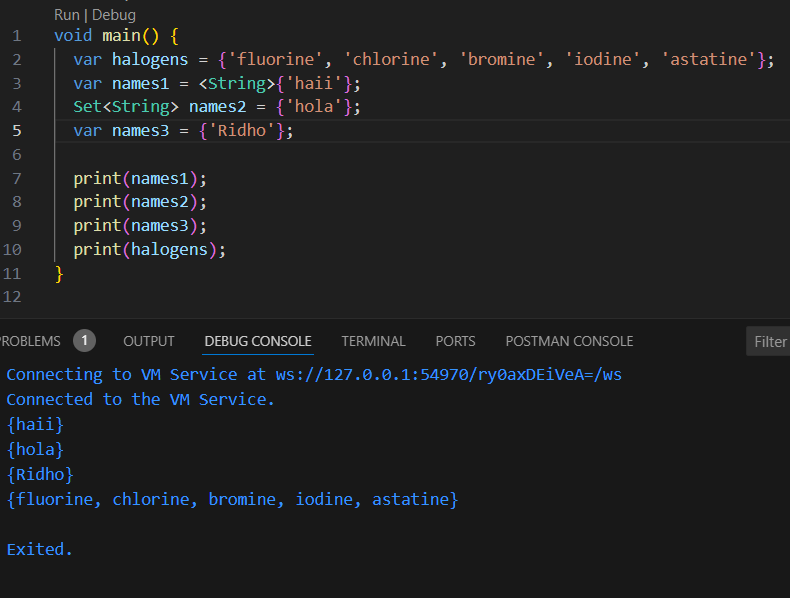 Run | Debug
1 void main() {
2 var halogens = {'fluorine', 'chlorine', 'bromine', 'iodine', 'astatine'};
3 var names1 = <String>{'haii'};
4 Set<String> names2 = {'hola'};
5 var names3 = {'Ridho'};
6
7 print(names1);
8 print(names2);
9 print(names3);
10 print(halogens);
11 }
12
ROBLEMS 1 OUTPUT DEBUG CONSOLE TERMINAL PORTS POSTMAN CONSOLE Filter
Connecting to VM Service at ws://127.0.0.1:54970/ry0axDEiVeA=/ws
Connected to the VM Service.
{haii}
{hola}
{Ridho}
{fluorine, chlorine, bromine, iodine, astatine}
Exited.